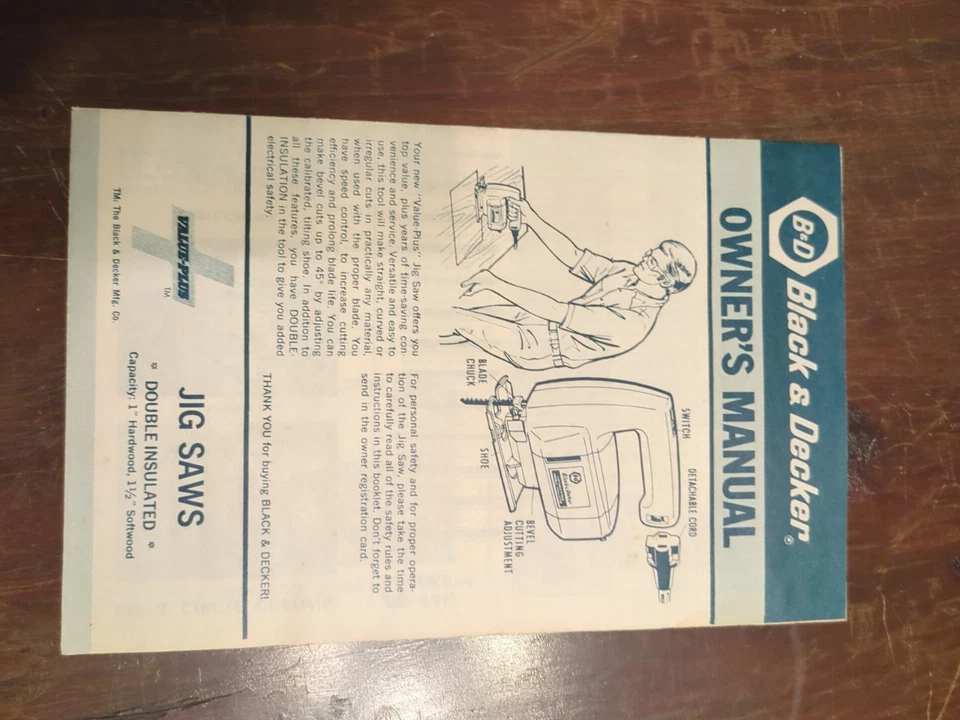 B·D Black & Decker®
OWNER'S MANUAL
SWITCH
DETACHABLE CORD
BLADE
CHUCK
SHOE
BEVEL
CUTTING
ADJUSTMENT
B·D
Black & Decker
Your new "Value-Plus" Jig Saw offers you
top value, plus years of time-saving con-
venience and service. Versatile and easy to
use, this tool will make straight, curved or
irregular cuts in practically any material,
when used with the proper blade. You
have speed control, to increase cutting
efficiency and prolong blade life. You can
make bevel cuts up to 45° by adjusting
the calibrated, tilting shoe. In addition to
all these features, you have DOUBLE-
INSULATION in the tool to give you added
electrical safety.
For personal safety and for proper opera-
tion of the Jig Saw, please take the time
to carefully read all of the safety rules and
instructions in this booklet. Don't forget to
send in the owner registration card.
THANK YOU for buying BLACK & DECKER!
VALUE-PLUS
TM
JIG SAWS
* DOUBLE INSULATED *
Capacity: 1" Hardwood, 1½" Softwood
TM: The Black & Decker Mfg. Co.